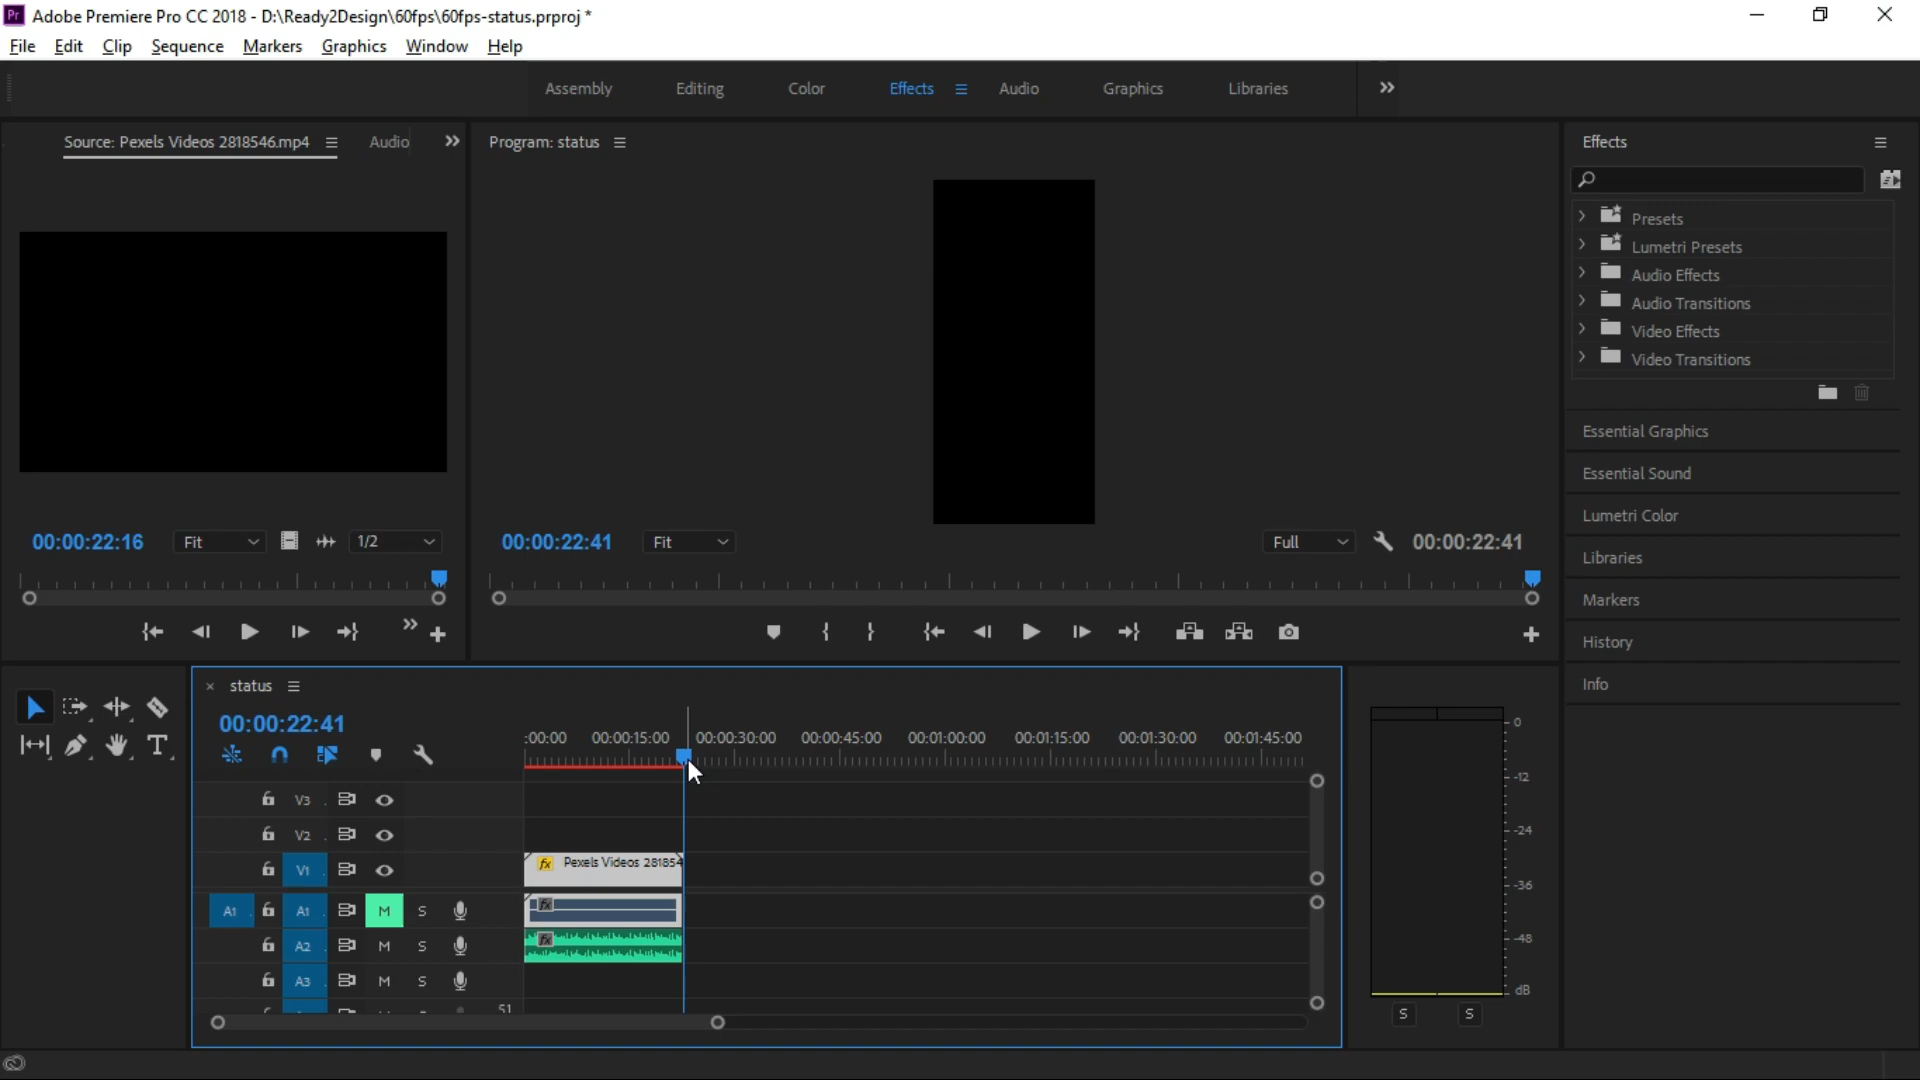 Pr Adobe Premiere Pro CC 2018 - D:\Ready2Design\60fps\60fps-status.prproj *
File Edit Clip Sequence Markers Graphics Window Help
Assembly Editing Color Effects Audio Graphics Libraries
Source: Pexels Videos 2818546.mp4 Audio
Program: status
Effects
Presets
Lumetri Presets
Audio Effects
Audio Transitions
Video Effects
Video Transitions
Essential Graphics
Essential Sound
Lumetri Color
Libraries
Markers
History
Info
00:00:22:16 Fit 1/2
00:00:22:41 Fit Full 00:00:22:41
status
00:00:22:41
:00:00 00:00:15:00 00:00:30:00 00:00:45:00 00:01:00:00 00:01:15:00 00:01:30:00 00:01:45:00
V3
V2
V1 fx Pexels Videos 281854
A1 A1 M S fx
A2 M S fx
A3 M S
51
0
-12
-24
-36
-48
dB
S S